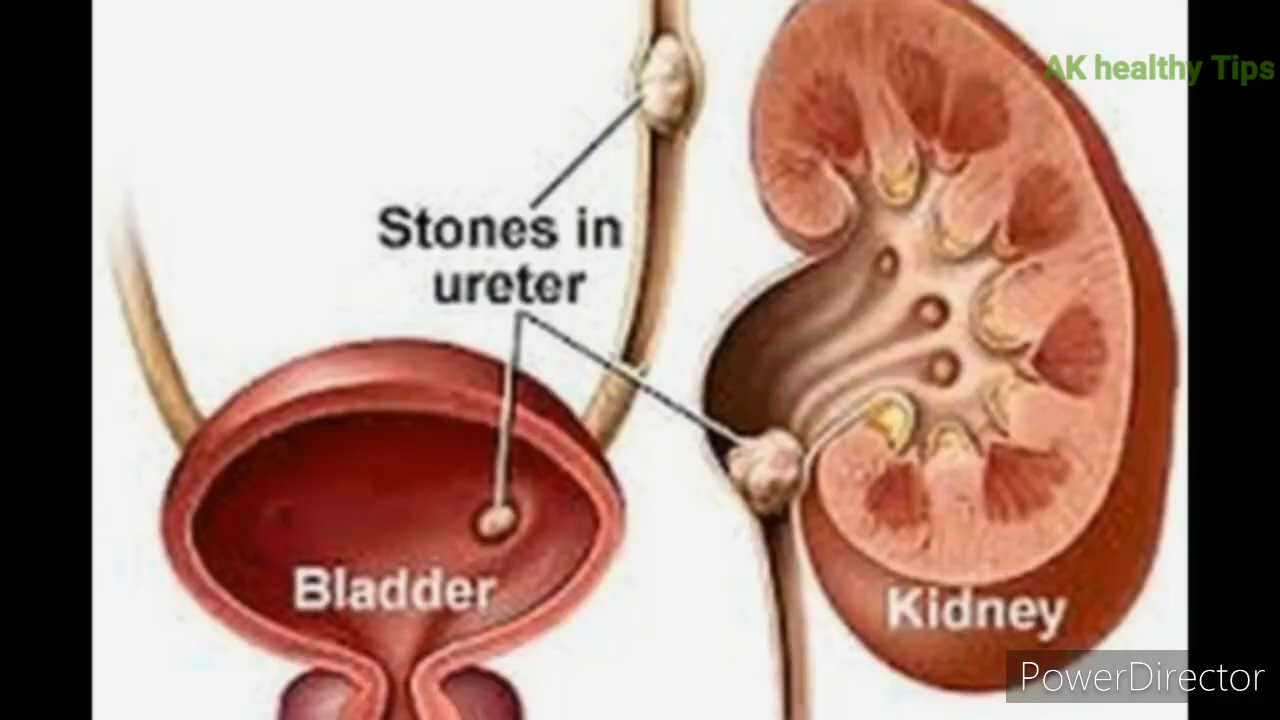 AK healthy Tips
Stones in
ureter
Bladder
Kidney
PowerDirector